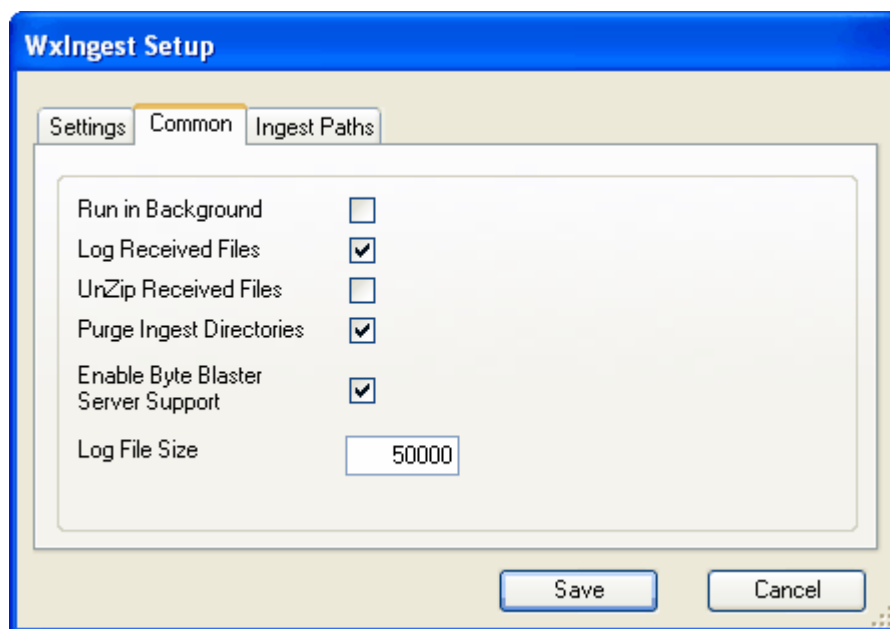 WxIngest Setup
Settings Common Ingest Paths
Run in Background
Log Received Files
UnZip Received Files
Purge Ingest Directories
Enable Byte Blaster
Server Support
Log File Size 50000
Save Cancel